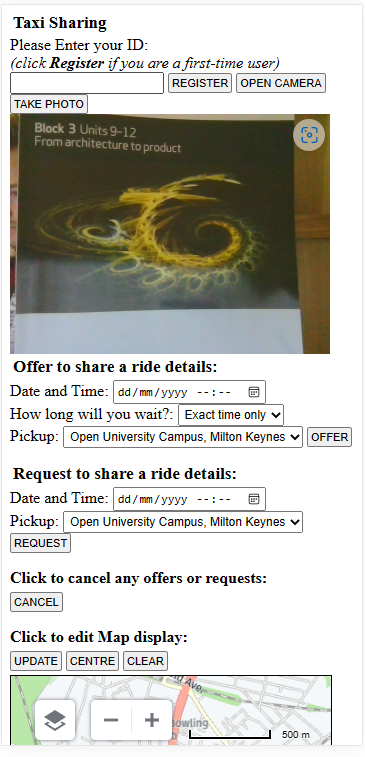 Taxi Sharing
Please Enter your ID:
(click Register if you are a first-time user)
REGISTER OPEN CAMERA
TAKE PHOTO
Block 3 Units 9-12
From architecture to product
Offer to share a ride details:
Date and Time: dd/mm/yyyy --:--
How long will you wait?: Exact time only
Pickup: Open University Campus, Milton Keynes OFFER
Request to share a ride details:
Date and Time: dd/mm/yyyy --:--
Pickup: Open University Campus, Milton Keynes
REQUEST
Click to cancel any offers or requests:
CANCEL
Click to edit Map display:
UPDATE CENTRE CLEAR
Ave.
owling
500 m